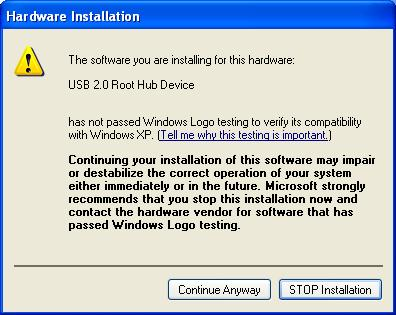 Hardware Installation
The software you are installing for this hardware:
USB 2.0 Root Hub Device
has not passed Windows Logo testing to verify its compatibility
with Windows XP. (Tell me why this testing is important.)
Continuing your installation of this software may impair
or destabilize the correct operation of your system
either immediately or in the future. Microsoft strongly
recommends that you stop this installation now and
contact the hardware vendor for software that has
passed Windows Logo testing.
Continue Anyway
STOP Installation